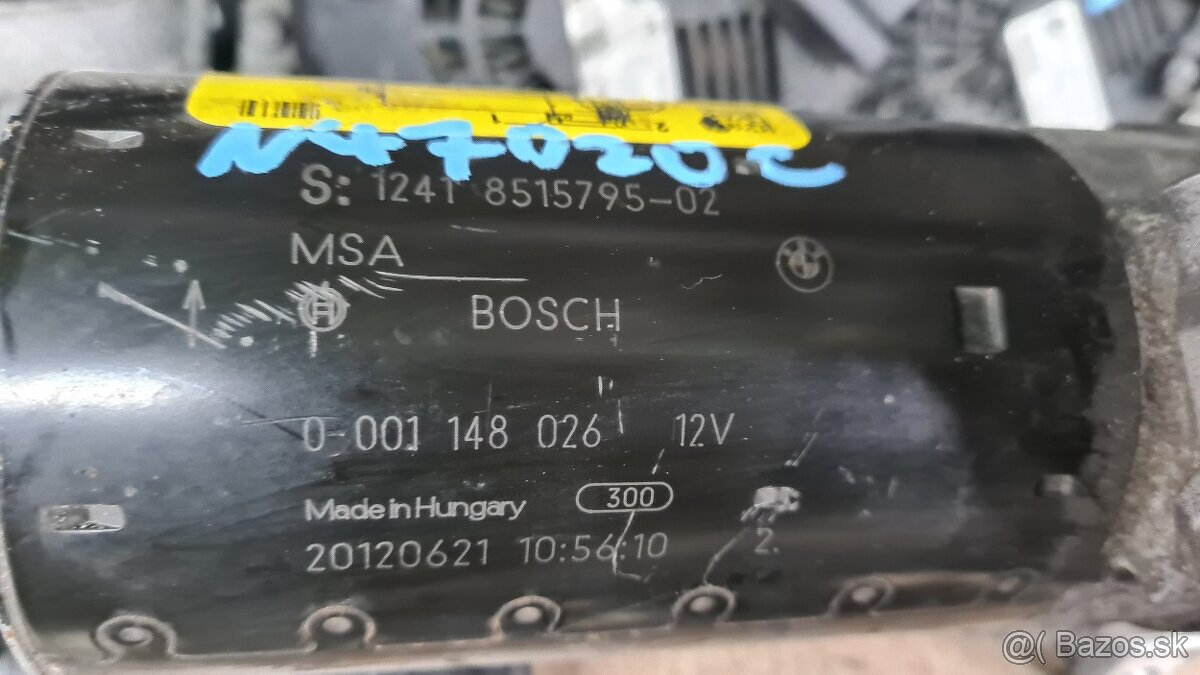 N47D20C
S: 1241 8515795-02
MSA
BOSCH
0 001 148 026 12V
Made in Hungary
300
20120621 10:56:10
2.
@( Bazos.sk